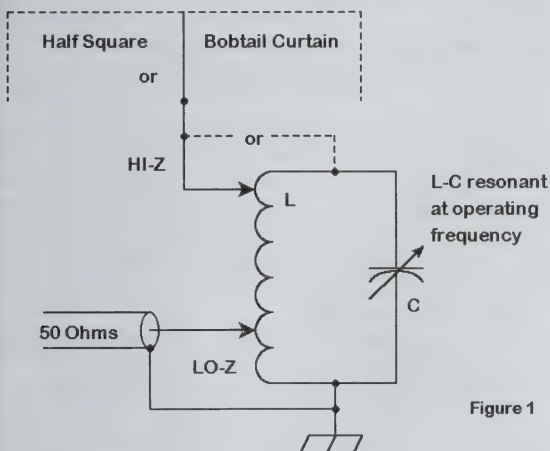 Half Square
Bobtail Curtain
or
or
HI-Z
L
L-C resonant
at operating
frequency
C
50 Ohms
LO-Z
Figure 1